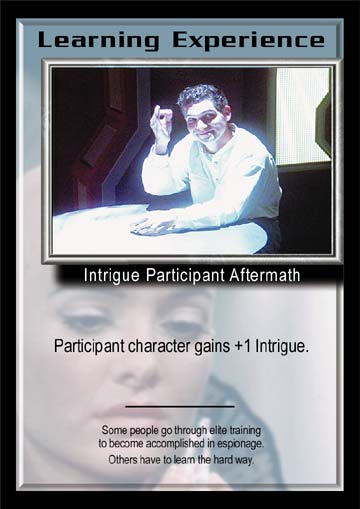 Learning Experience
Intrigue Participant Aftermath
Participant character gains +1 Intrigue.
Some people go through elite training
to become accomplished in espionage.
Others have to learn the hard way.